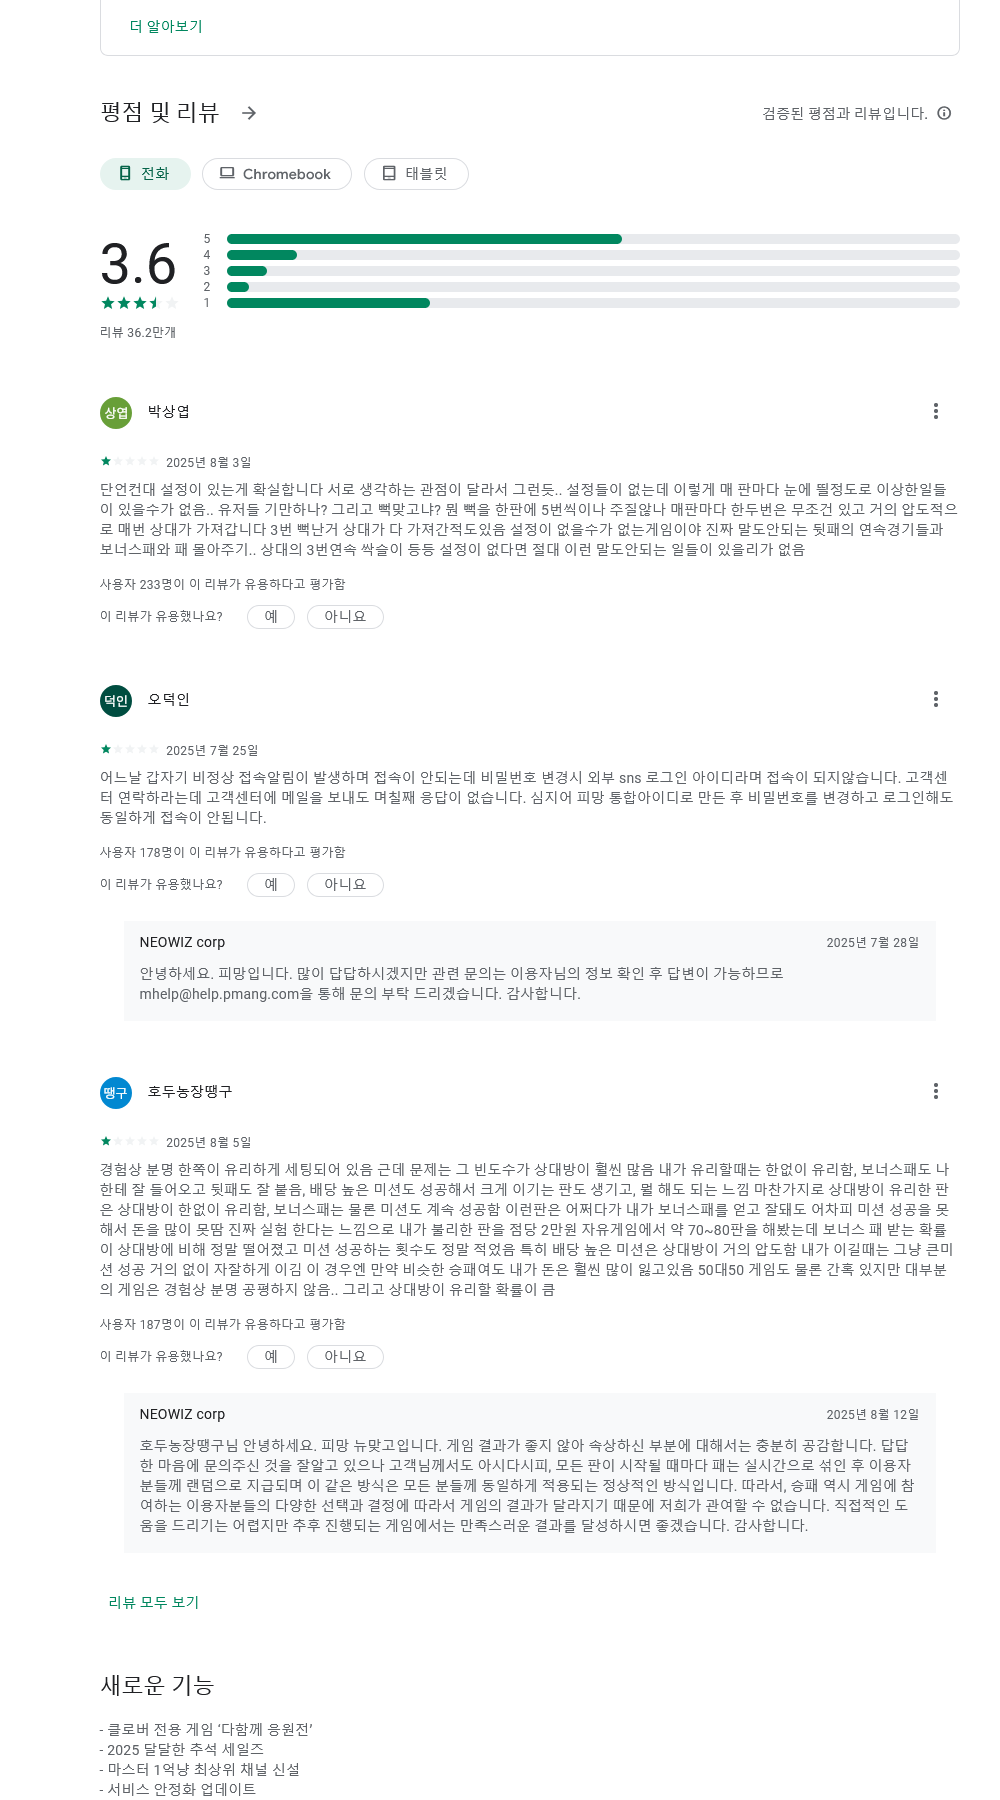 더 알아보기
평점 및 리뷰
검증된 평점과 리뷰입니다.
전화
Chromebook
태블릿
3.6
5
4
3
2
1
리뷰 36.2만개
상엽
박상엽
2025년 8월 3일
단언컨대 설정이 있는게 확실합니다 서로 생각하는 관점이 달라서 그런듯.. 설정들이 없는데 이렇게 매 판마다 눈에 띌정도로 이상한일들
이 있을수가 없음.. 유저들 기만하나? 그리고 뻑맞고냐? 뭔 뻑을 한판에 5번씩이나 주질않나 매판마다 한두번은 무조건 있고 거의 압도적으
로 매번 상대가 가져갑니다 3번 뻑난거 상대가 다 가져간적도있음 설정이 없을수가 없는게임이야 진짜 말도안되는 뒷패의 연속경기들과
보너스패와 패 몰아주기.. 상대의 3번연속 싹슬이 등등 설정이 없다면 절대 이런 말도안되는 일들이 있을리가 없음
사용자 233명이 이 리뷰가 유용하다고 평가함
이 리뷰가 유용했나요?
예
아니요
덕인
오덕인
2025년 7월 25일
어느날 갑자기 비정상 접속알림이 발생하며 접속이 안되는데 비밀번호 변경시 외부 sns 로그인 아이디라며 접속이 되지않습니다. 고객센
터 연락하라는데 고객센터에 메일을 보내도 며칠째 응답이 없습니다. 심지어 피망 통합아이디로 만든 후 비밀번호를 변경하고 로그인해도
동일하게 접속이 안됩니다.
사용자 178명이 이 리뷰가 유용하다고 평가함
이 리뷰가 유용했나요?
예
아니요
NEOWIZ corp
2025년 7월 28일
안녕하세요. 피망입니다. 많이 답답하시겠지만 관련 문의는 이용자님의 정보 확인 후 답변이 가능하므로
mhelp@help.pmang.com을 통해 문의 부탁 드리겠습니다. 감사합니다.
땡구
호두농장땡구
2025년 8월 5일
경험상 분명 한쪽이 유리하게 세팅되어 있음 근데 문제는 그 빈도수가 상대방이 훨씬 많음 내가 유리할때는 한없이 유리함, 보너스패도 나
한테 잘 들어오고 뒷패도 잘 붙음, 배당 높은 미션도 성공해서 크게 이기는 판도 생기고, 뭘 해도 되는 느낌 마찬가지로 상대방이 유리한 판
은 상대방이 한없이 유리함, 보너스패는 물론 미션도 계속 성공함 이런판은 어쩌다가 내가 보너스패를 얻고 잘돼도 어차피 미션 성공을 못
해서 돈을 많이 못땀 진짜 실험 한다는 느낌으로 내가 불리한 판을 점당 2만원 자유게임에서 약 70~80판을 해봤는데 보너스 패 받는 확률
이 상대방에 비해 정말 떨어졌고 미션 성공하는 횟수도 정말 적었음 특히 배당 높은 미션은 상대방이 거의 압도함 내가 이길때는 그냥 큰미
션 성공 거의 없이 자잘하게 이김 이 경우엔 만약 비슷한 승패여도 내가 돈은 훨씬 많이 잃고있음 50대50 게임도 물론 간혹 있지만 대부분
의 게임은 경험상 분명 공평하지 않음.. 그리고 상대방이 유리할 확률이 큼
사용자 187명이 이 리뷰가 유용하다고 평가함
이 리뷰가 유용했나요?
예
아니요
NEOWIZ corp
2025년 8월 12일
호두농장땡구님 안녕하세요. 피망 뉴맞고입니다. 게임 결과가 좋지 않아 속상하신 부분에 대해서는 충분히 공감합니다. 답답
한 마음에 문의주신 것을 잘알고 있으나 고객님께서도 아시다시피, 모든 판이 시작될 때마다 패는 실시간으로 섞인 후 이용자
분들께 랜덤으로 지급되며 이 같은 방식은 모든 분들께 동일하게 적용되는 정상적인 방식입니다. 따라서, 승패 역시 게임에 참
여하는 이용자분들의 다양한 선택과 결정에 따라서 게임의 결과가 달라지기 때문에 저희가 관여할 수 없습니다. 직접적인 도
움을 드리기는 어렵지만 추후 진행되는 게임에서는 만족스러운 결과를 달성하시면 좋겠습니다. 감사합니다.
리뷰 모두 보기
새로운 기능
- 클로버 전용 게임 ‘다함께 응원전’
- 2025 달달한 추석 세일즈
- 마스터 1억냥 최상위 채널 신설
- 서비스 안정화 업데이트